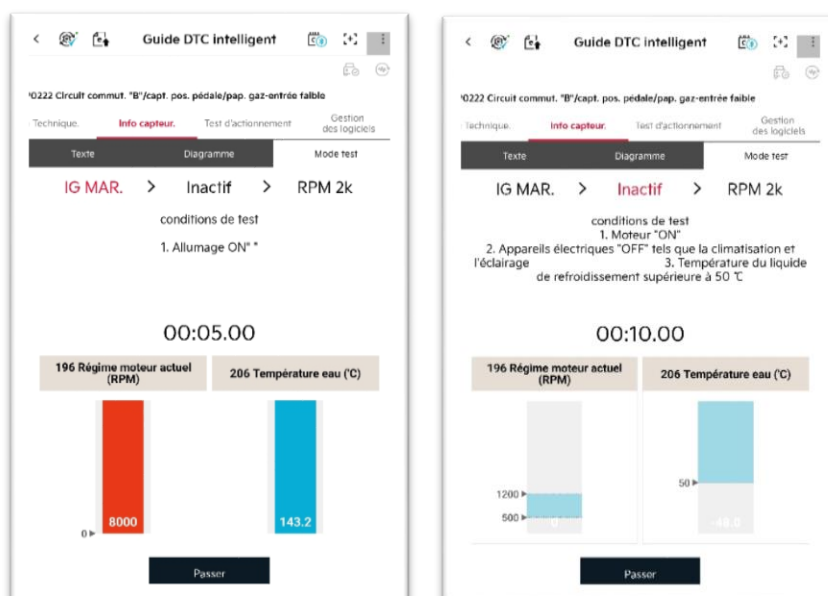 Guide DTC intelligent
'0222 Circuit commut. "B"/capt. pos. pédale/pap. gaz-entrée faible
Technique. Info capteur. Test d'actionnement Gestion des logiciels
Texte Diagramme Mode test
IG MAR. > Inactif > RPM 2k
conditions de test
1. Allumage ON" "
00:05.00
196 Régime moteur actuel (RPM)
206 Température eau (°C)
8000
143.2
0
Passer
Guide DTC intelligent
'0222 Circuit commut. "B"/capt. pos. pédale/pap. gaz-entrée faible
Technique. Info capteur. Test d'actionnement Gestion des logiciels
Texte Diagramme Mode test
IG MAR. > Inactif > RPM 2k
conditions de test
1. Moteur "ON"
2. Appareils électriques "OFF" tels que la climatisation et
l'éclairage 3. Température du liquide
de refroidissement supérieure à 50 ℃
00:10.00
196 Régime moteur actuel (RPM)
206 Température eau (°C)
1200
500
0
50
-48.0
Passer